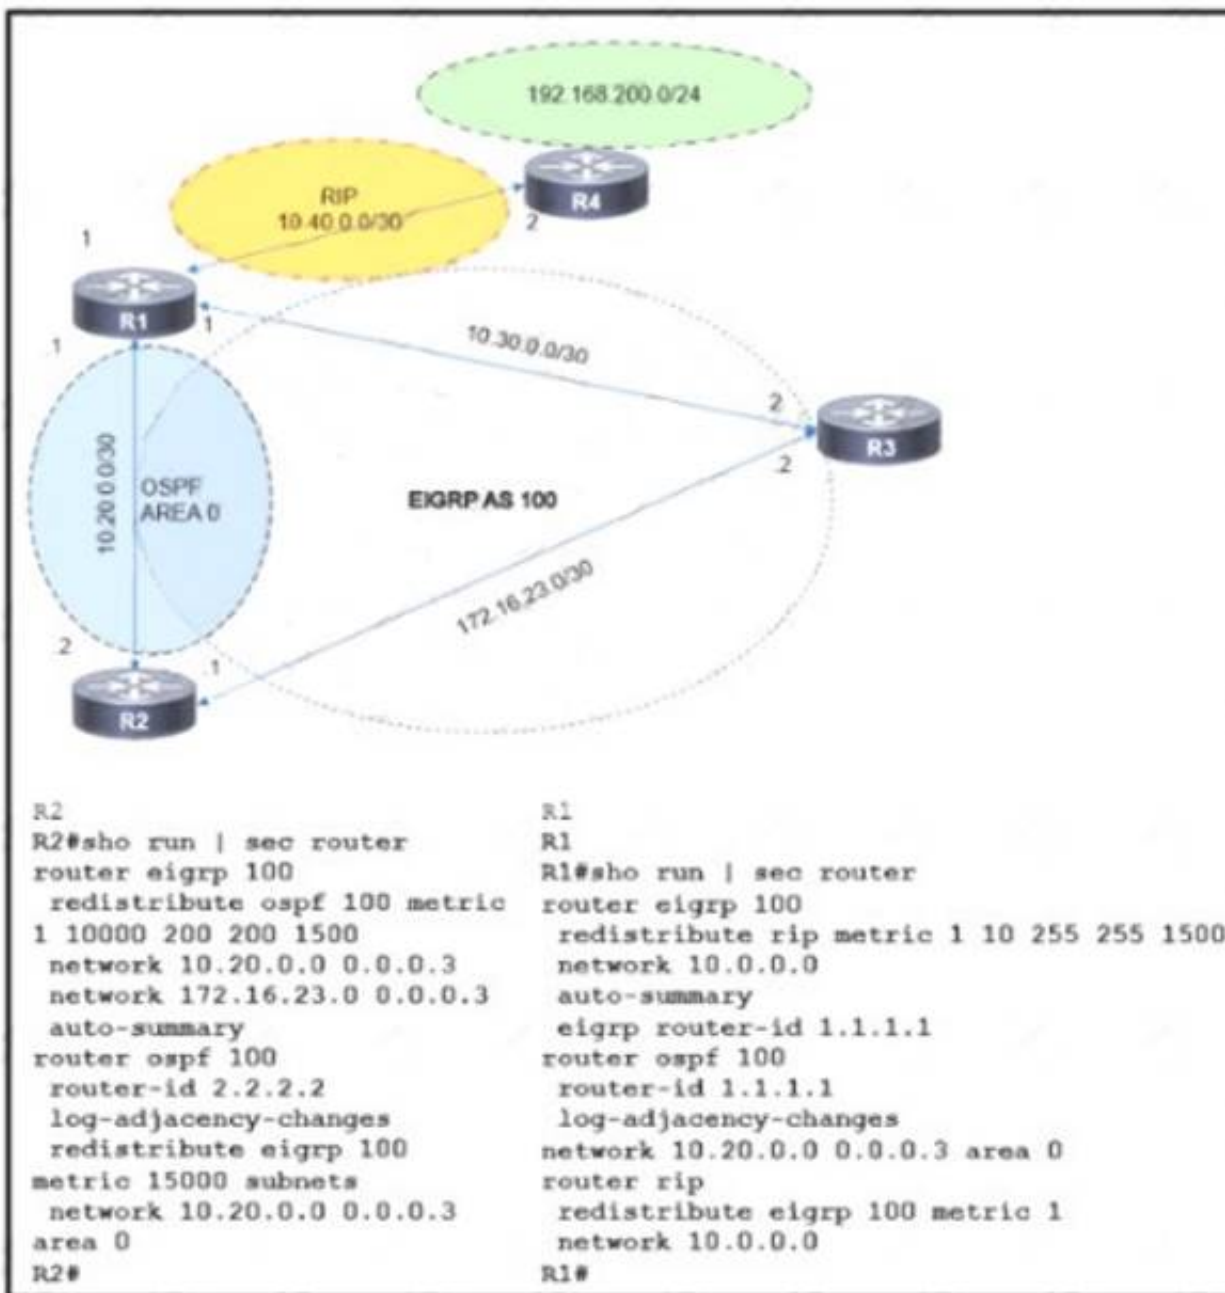 192.168.200.0/24
RIP
10.40.0.0/30
R4
2
1
R1
1
.1
10.30.0.0/30
2
R3
.2
10.20.0.0/30
OSPF
AREA 0
EIGRP AS 100
172.16.23.0/30
.2
.1
R2
R2
R2#sho run | sec router
router eigrp 100
redistribute ospf 100 metric
1 10000 200 200 1500
network 10.20.0.0 0.0.0.3
network 172.16.23.0 0.0.0.3
auto-summary
router ospf 100
router-id 2.2.2.2
log-adjacency-changes
redistribute eigrp 100
metric 15000 subnets
network 10.20.0.0 0.0.0.3
area 0
R2#
R1
R1
R1#sho run | sec router
router eigrp 100
redistribute rip metric 1 10 255 255 1500
network 10.0.0.0
auto-summary
eigrp router-id 1.1.1.1
router ospf 100
router-id 1.1.1.1
log-adjacency-changes
network 10.20.0.0 0.0.0.3 area 0
router rip
redistribute eigrp 100 metric 1
network 10.0.0.0
R1#